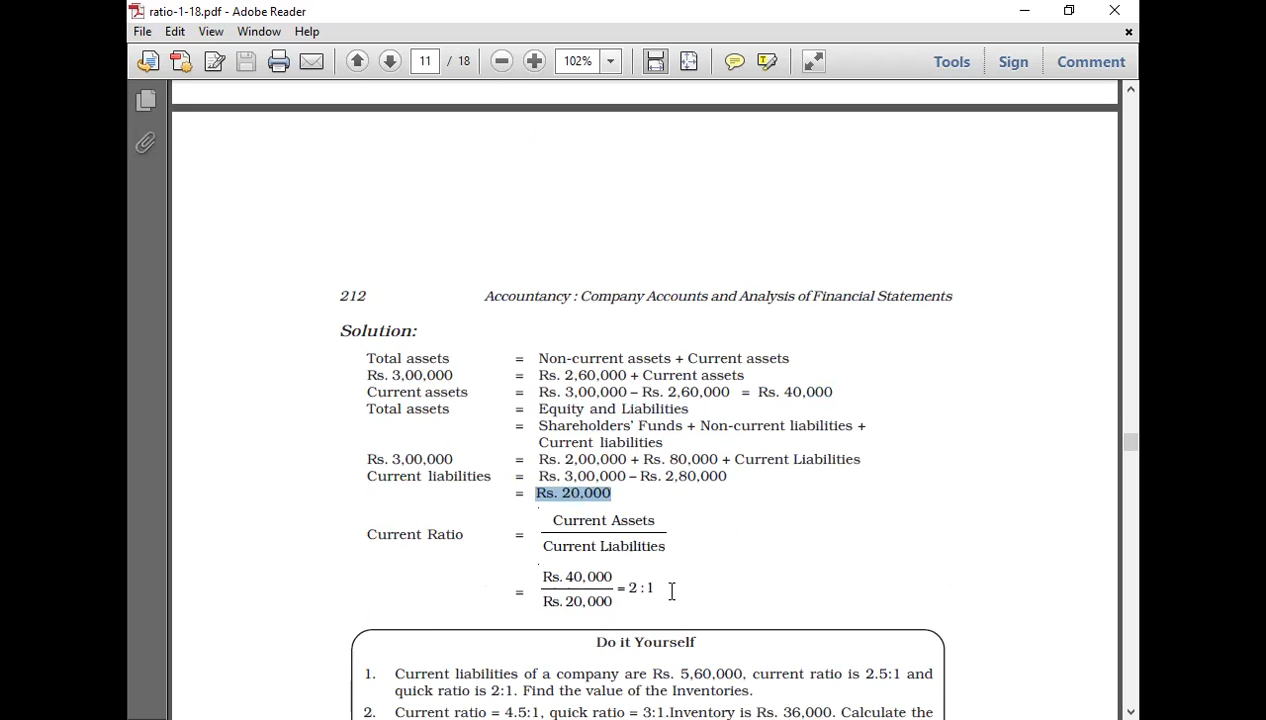 ratio-1-18.pdf - Adobe Reader
File Edit View Window Help
11 / 18 102% Tools Sign Comment
212 Accountancy : Company Accounts and Analysis of Financial Statements
Solution:
Total assets = Non-current assets + Current assets
Rs. 3,00,000 = Rs. 2,60,000 + Current assets
Current assets = Rs. 3,00,000 – Rs. 2,60,000 = Rs. 40,000
Total assets = Equity and Liabilities
= Shareholders' Funds + Non-current liabilities +
Current liabilities
Rs. 3,00,000 = Rs. 2,00,000 + Rs. 80,000 + Current Liabilities
Current liabilities = Rs. 3,00,000 – Rs. 2,80,000
= Rs. 20,000
Current Assets
Current Ratio =
Current Liabilities
Rs. 40,000
= = 2 : 1
Rs. 20,000
Do it Yourself
1. Current liabilities of a company are Rs. 5,60,000, current ratio is 2.5:1 and
quick ratio is 2:1. Find the value of the Inventories.
2. Current ratio = 4.5:1, quick ratio = 3:1.Inventory is Rs. 36,000. Calculate the